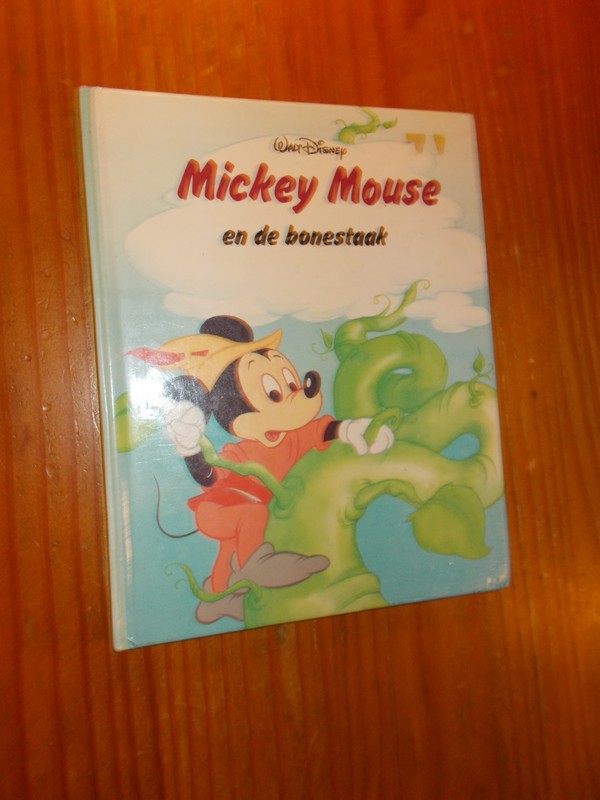 Walt Disney
Mickey Mouse
en de bonestaak